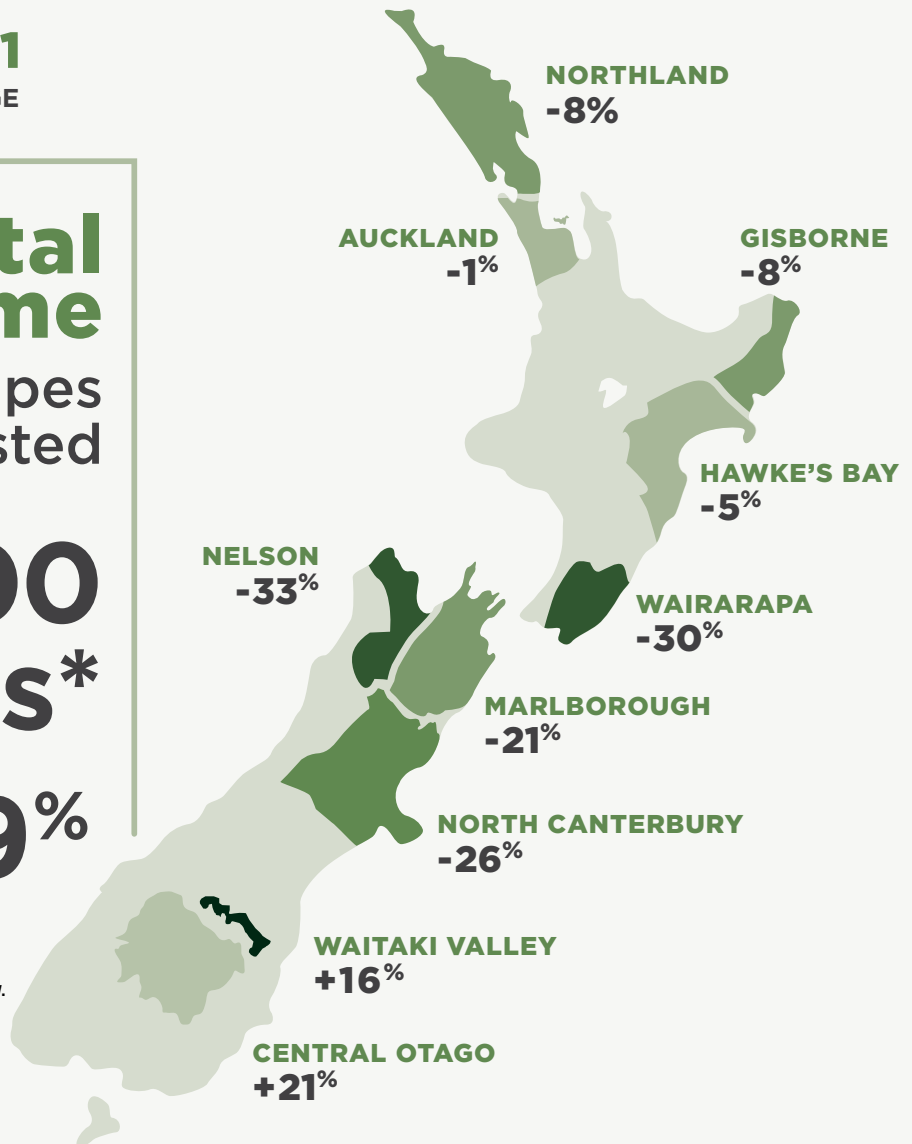 1
GE
tal
me
pes
sted
00
s*
9%
NORTHLAND
-8%
AUCKLAND
-1%
GISBORNE
-8%
HAWKE'S BAY
-5%
NELSON
-33%
WAIRARAPA
-30%
MARLBOROUGH
-21%
NORTH CANTERBURY
-26%
WAITAKI VALLEY
+16%
CENTRAL OTAGO
+21%